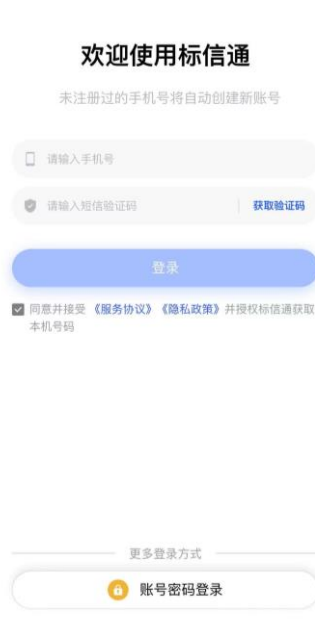 欢迎使用标信通
未注册过的手机号将自动创建新账号
请输入手机号
请输入短信验证码 获取验证码
登录
同意并接受《服务协议》《隐私政策》并授权标信通获取
本机号码
更多登录方式
账号密码登录